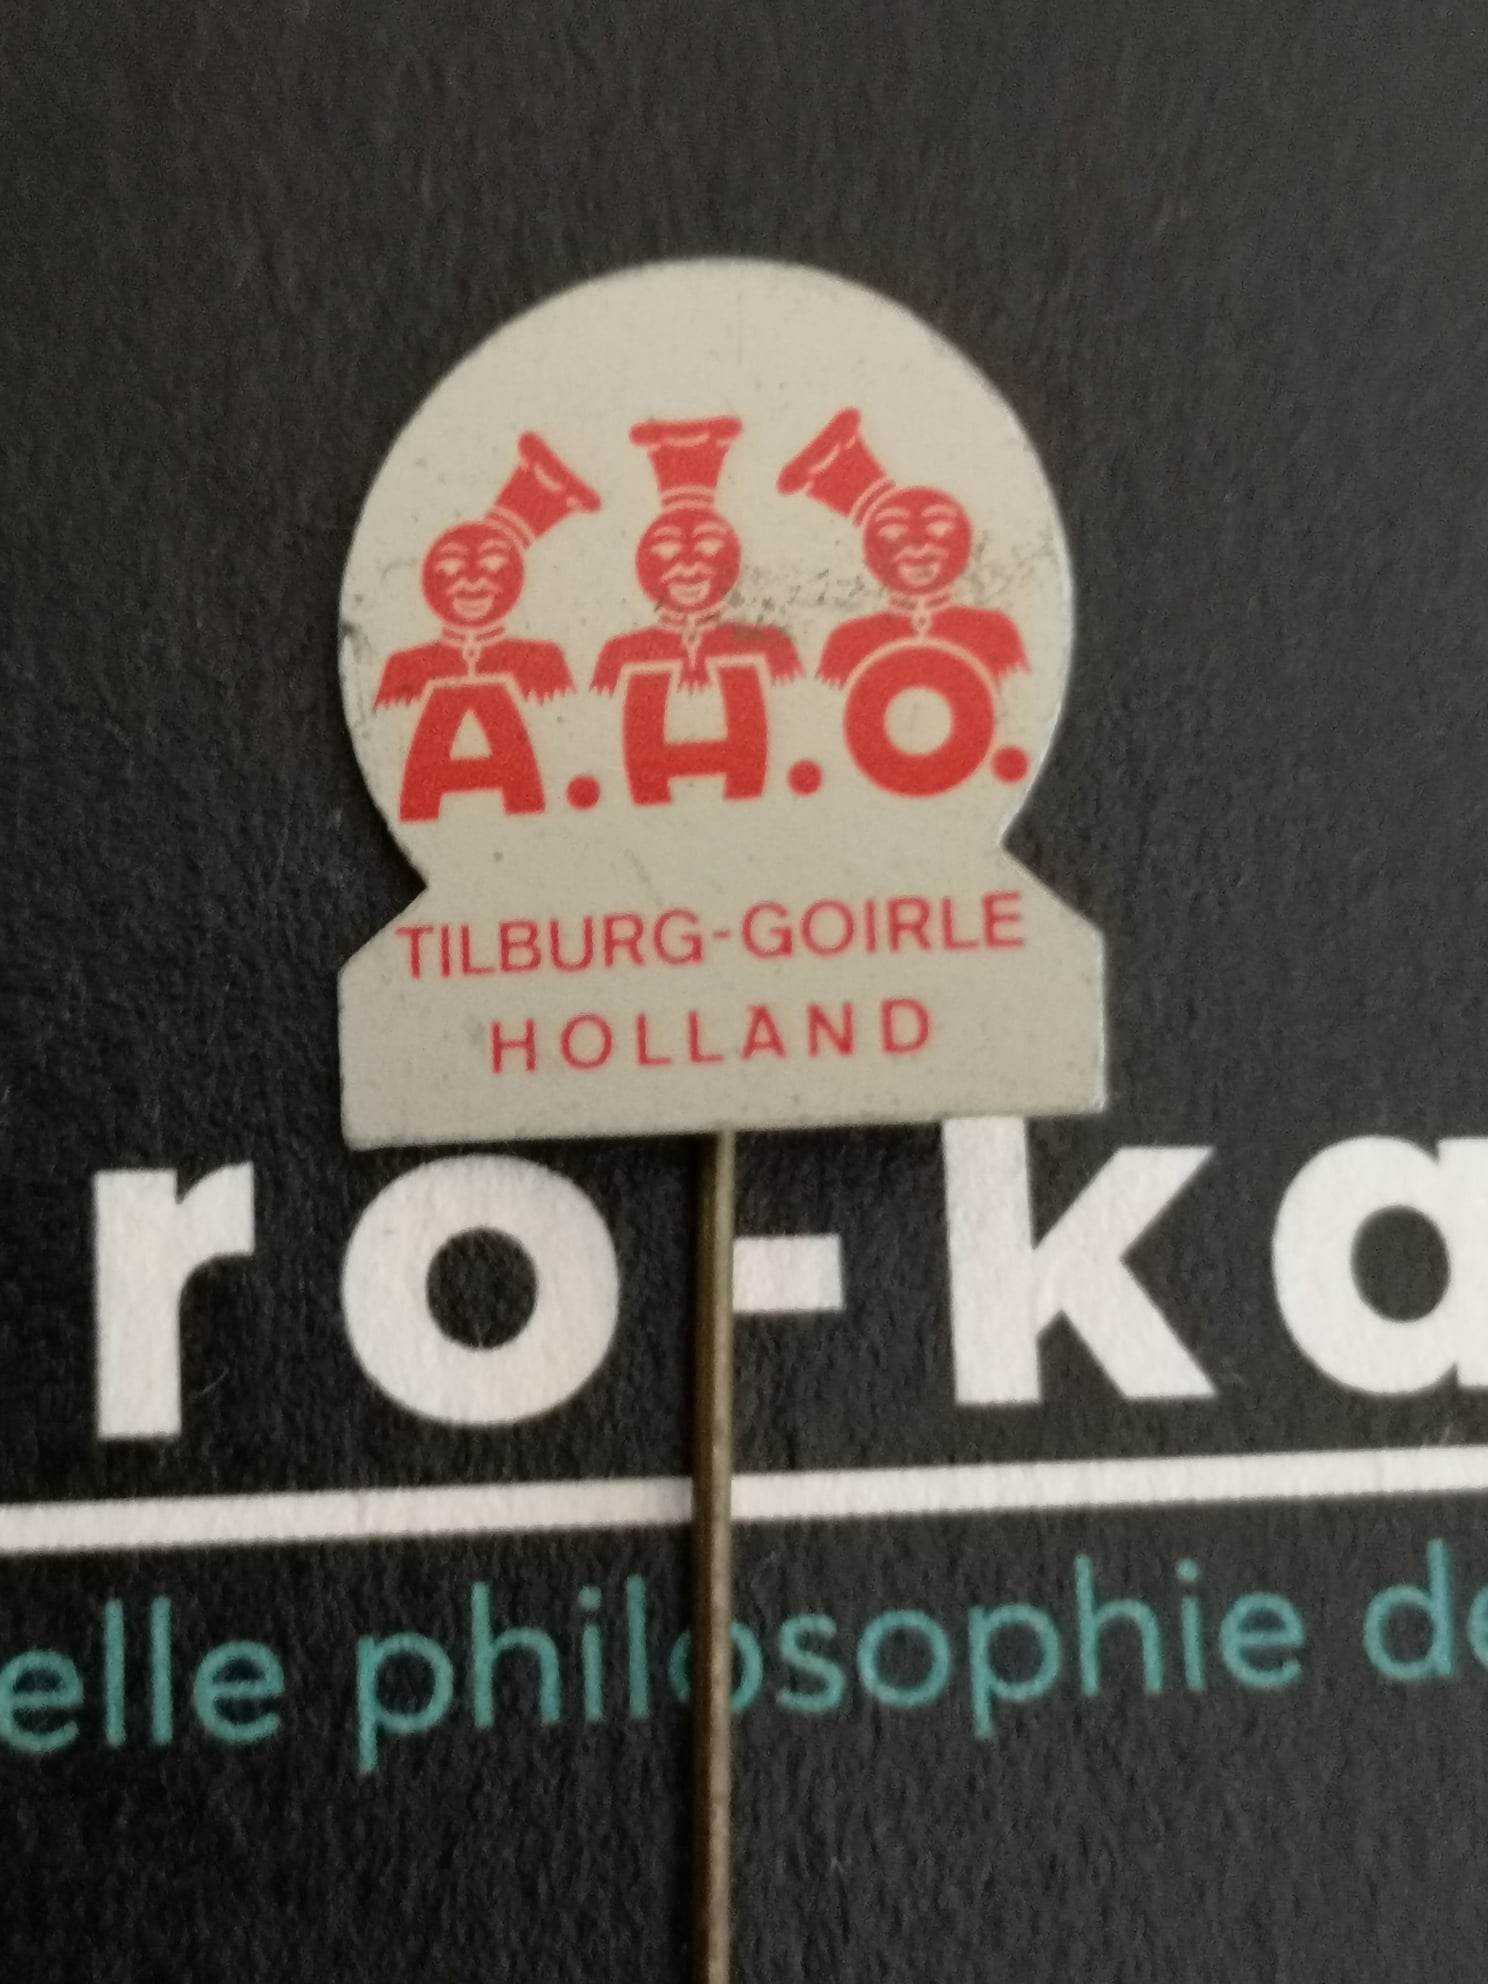 A.H.O.
TILBURG-GOIRLE
HOLLAND
ro-ka
elle philosophie de